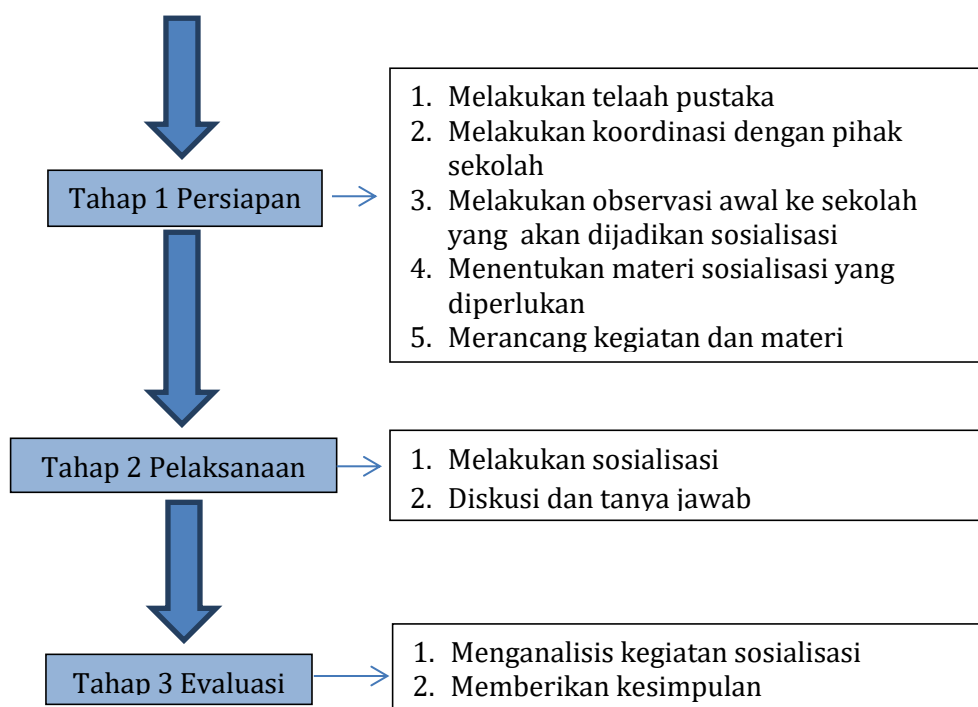 Tahap 1 Persiapan
1. Melakukan telaah pustaka
2. Melakukan koordinasi dengan pihak
sekolah
3. Melakukan observasi awal ke sekolah
yang akan dijadikan sosialisasi
4. Menentukan materi sosialisasi yang
diperlukan
5. Merancang kegiatan dan materi
Tahap 2 Pelaksanaan
1. Melakukan sosialisasi
2. Diskusi dan tanya jawab
Tahap 3 Evaluasi
1. Menganalisis kegiatan sosialisasi
2. Memberikan kesimpulan